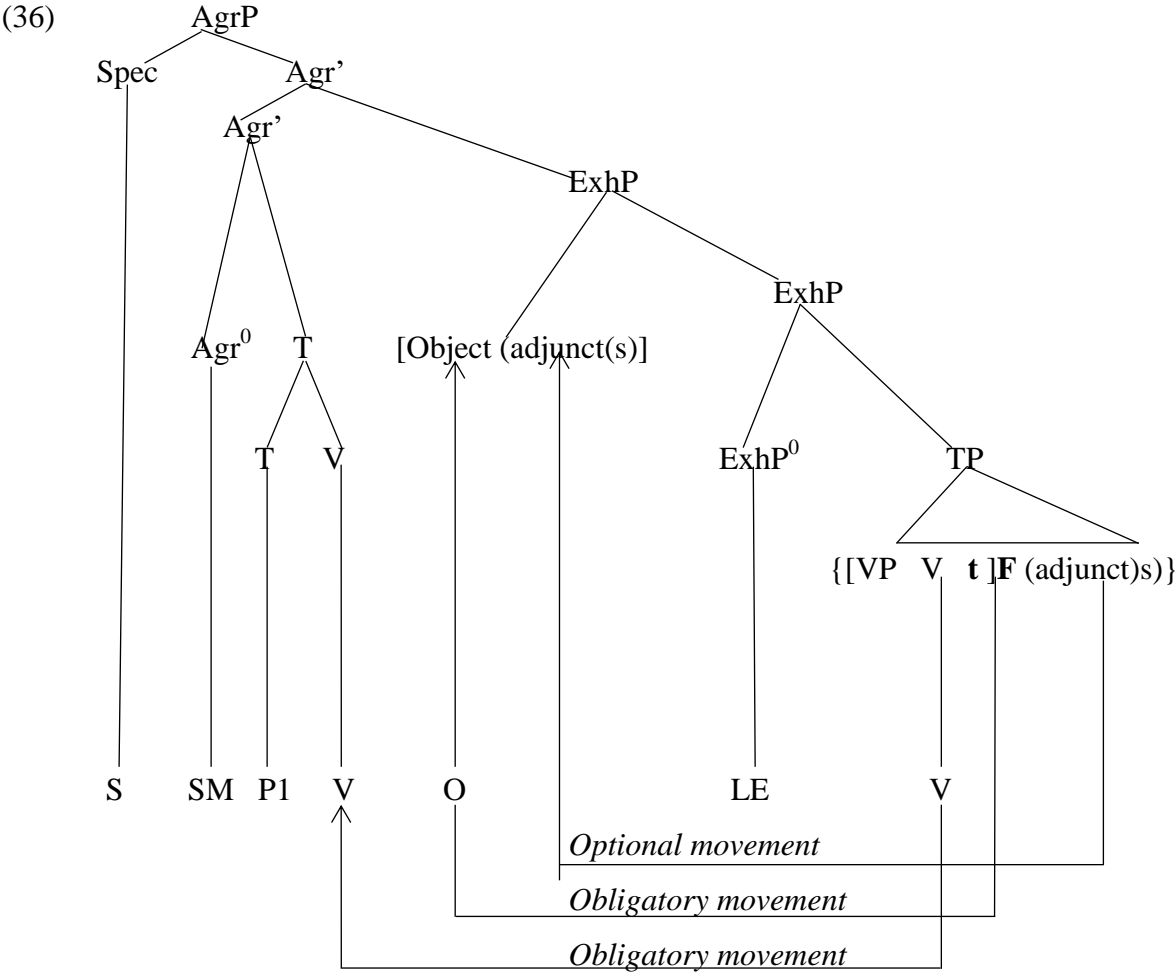 (36) AgrP
Spec Agr’
Agr’
ExhP
ExhP
Agr⁰ T [Object (adjunct(s)]
T V ExhP⁰ TP
{[VP V t ]F (adjunct)s)}
S SM P1 V O LE V
Optional movement
Obligatory movement
Obligatory movement